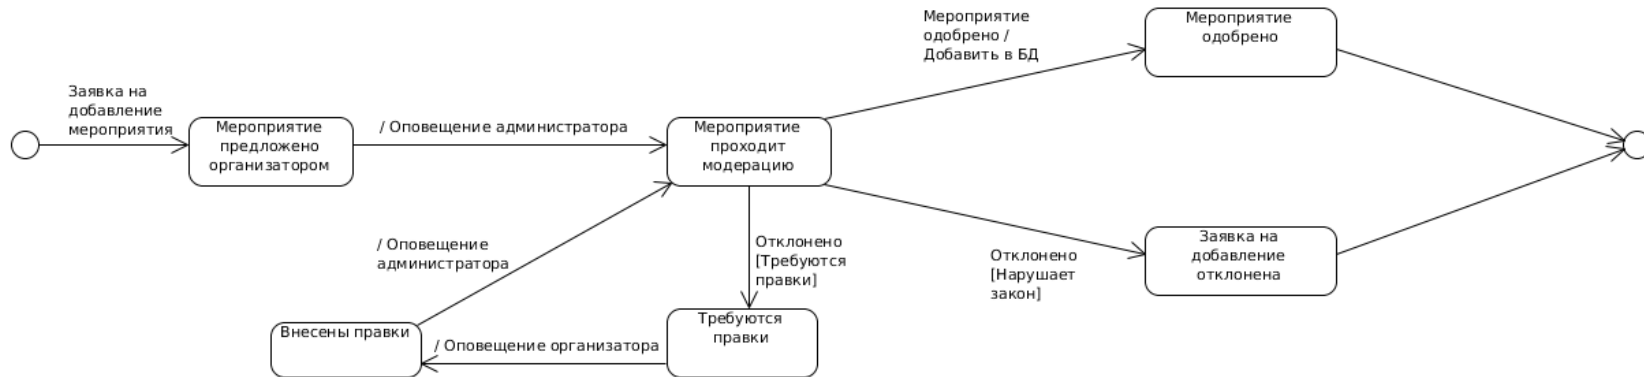 Заявка на
добавление
мероприятия
Мероприятие
предложено
организатором
/ Оповещение администратора
Мероприятие
проходит
модерацию
Мероприятие
одобрено /
Добавить в БД
Мероприятие
одобрено
Отклонено
[Нарушает
закон]
Заявка на
добавление
отклонена
Отклонено
[Требуются
правки]
Требуются
правки
/ Оповещение организатора
Внесены правки
/ Оповещение
администратора